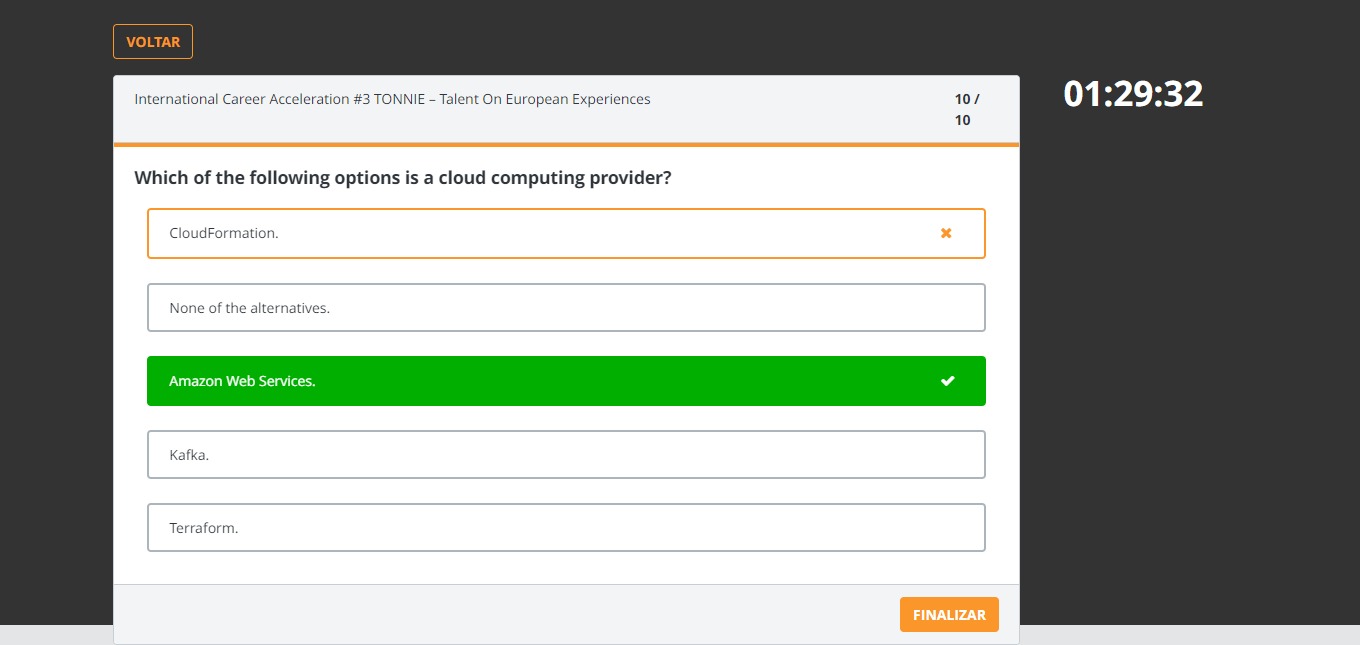 VOLTAR
International Career Acceleration #3 TONNIE – Talent On European Experiences
10 /
10
01:29:32
Which of the following options is a cloud computing provider?
CloudFormation.
None of the alternatives.
Amazon Web Services.
Kafka.
Terraform.
FINALIZAR